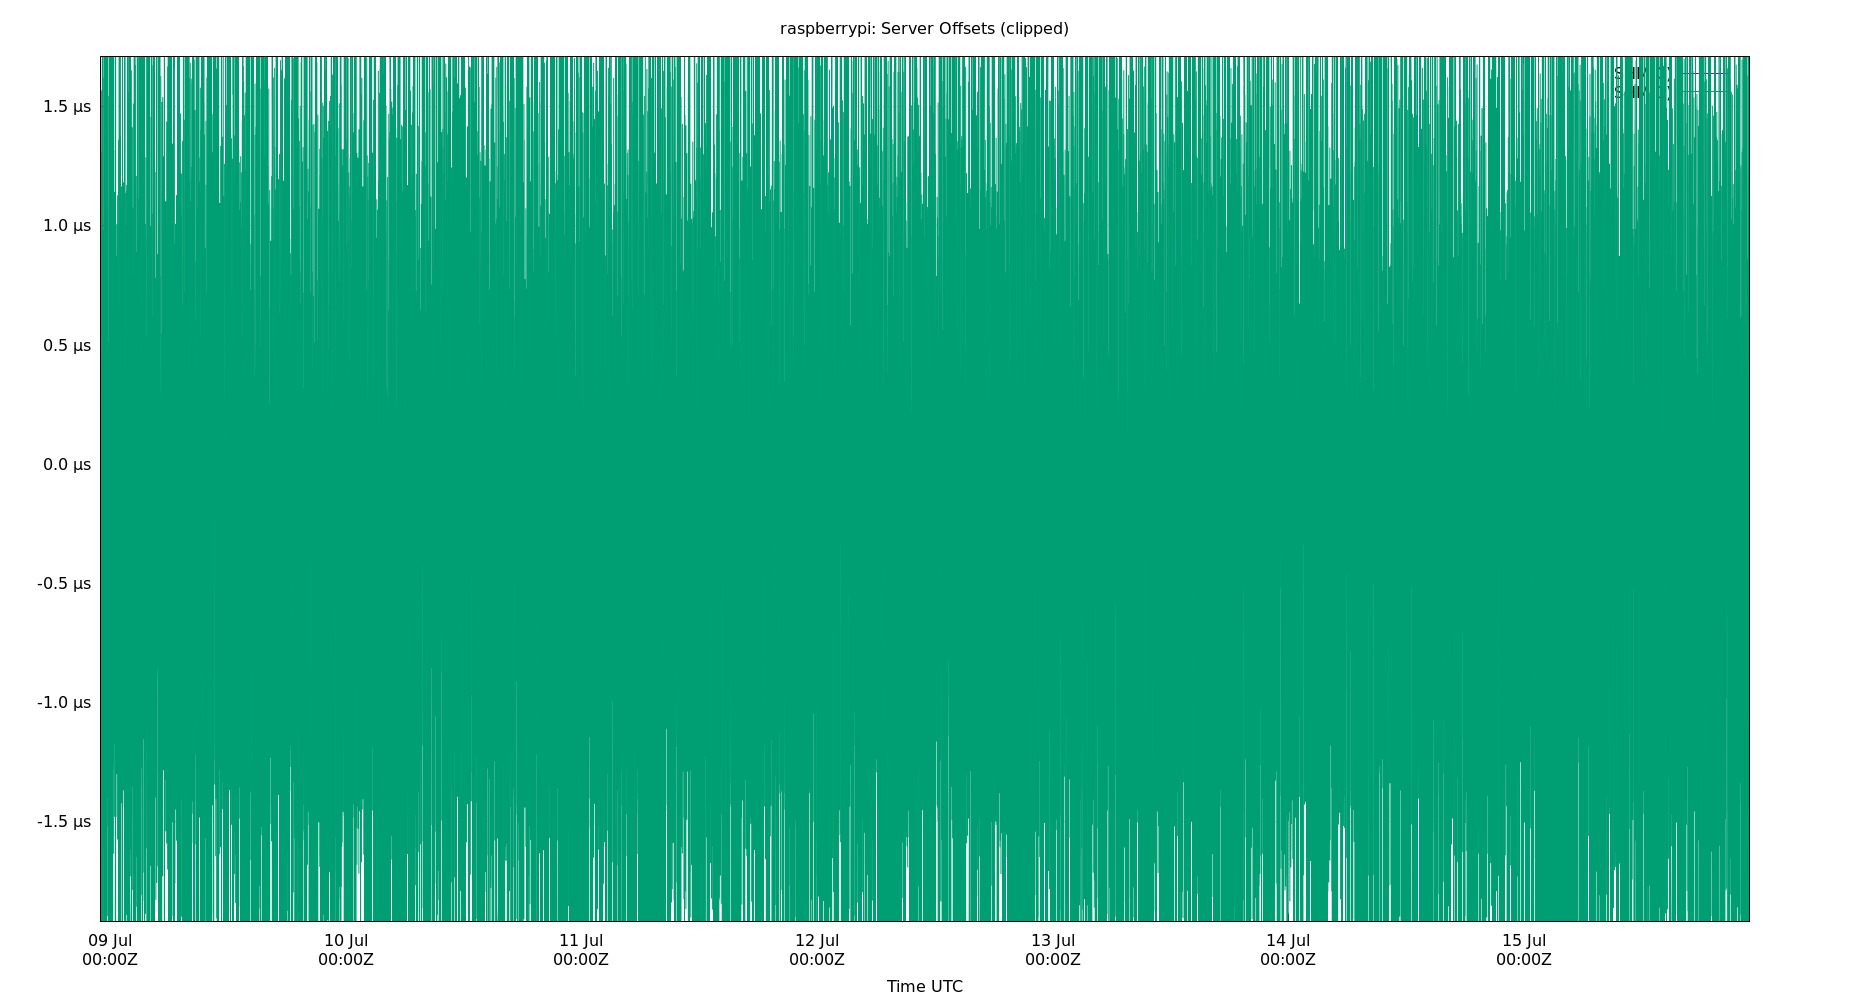 raspberrypi: Server Offsets (clipped)
1.5 µs
1.0 µs
0.5 µs
0.0 µs
-0.5 µs
-1.0 µs
-1.5 µs
09 Jul 10 Jul 11 Jul 12 Jul 13 Jul 14 Jul 15 Jul
00:00Z 00:00Z 00:00Z 00:00Z 00:00Z 00:00Z 00:00Z
Time UTC